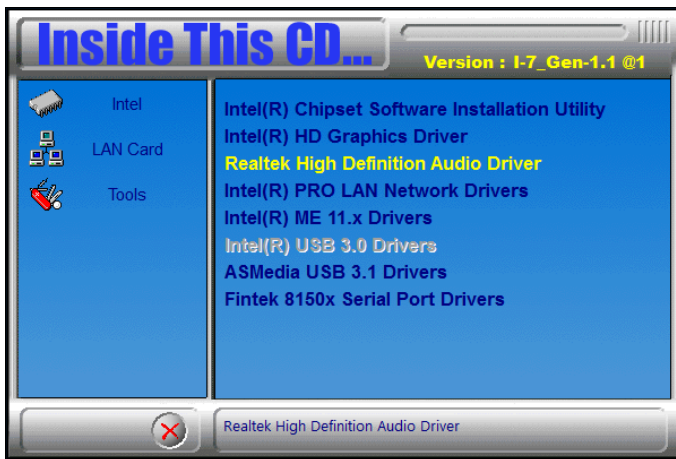 Inside This CD...
Version : I-7_Gen-1.1 @1
Intel
LAN Card
Tools
Intel(R) Chipset Software Installation Utility
Intel(R) HD Graphics Driver
Realtek High Definition Audio Driver
Intel(R) PRO LAN Network Drivers
Intel(R) ME 11.x Drivers
Intel(R) USB 3.0 Drivers
ASMedia USB 3.1 Drivers
Fintek 8150x Serial Port Drivers
Realtek High Definition Audio Driver